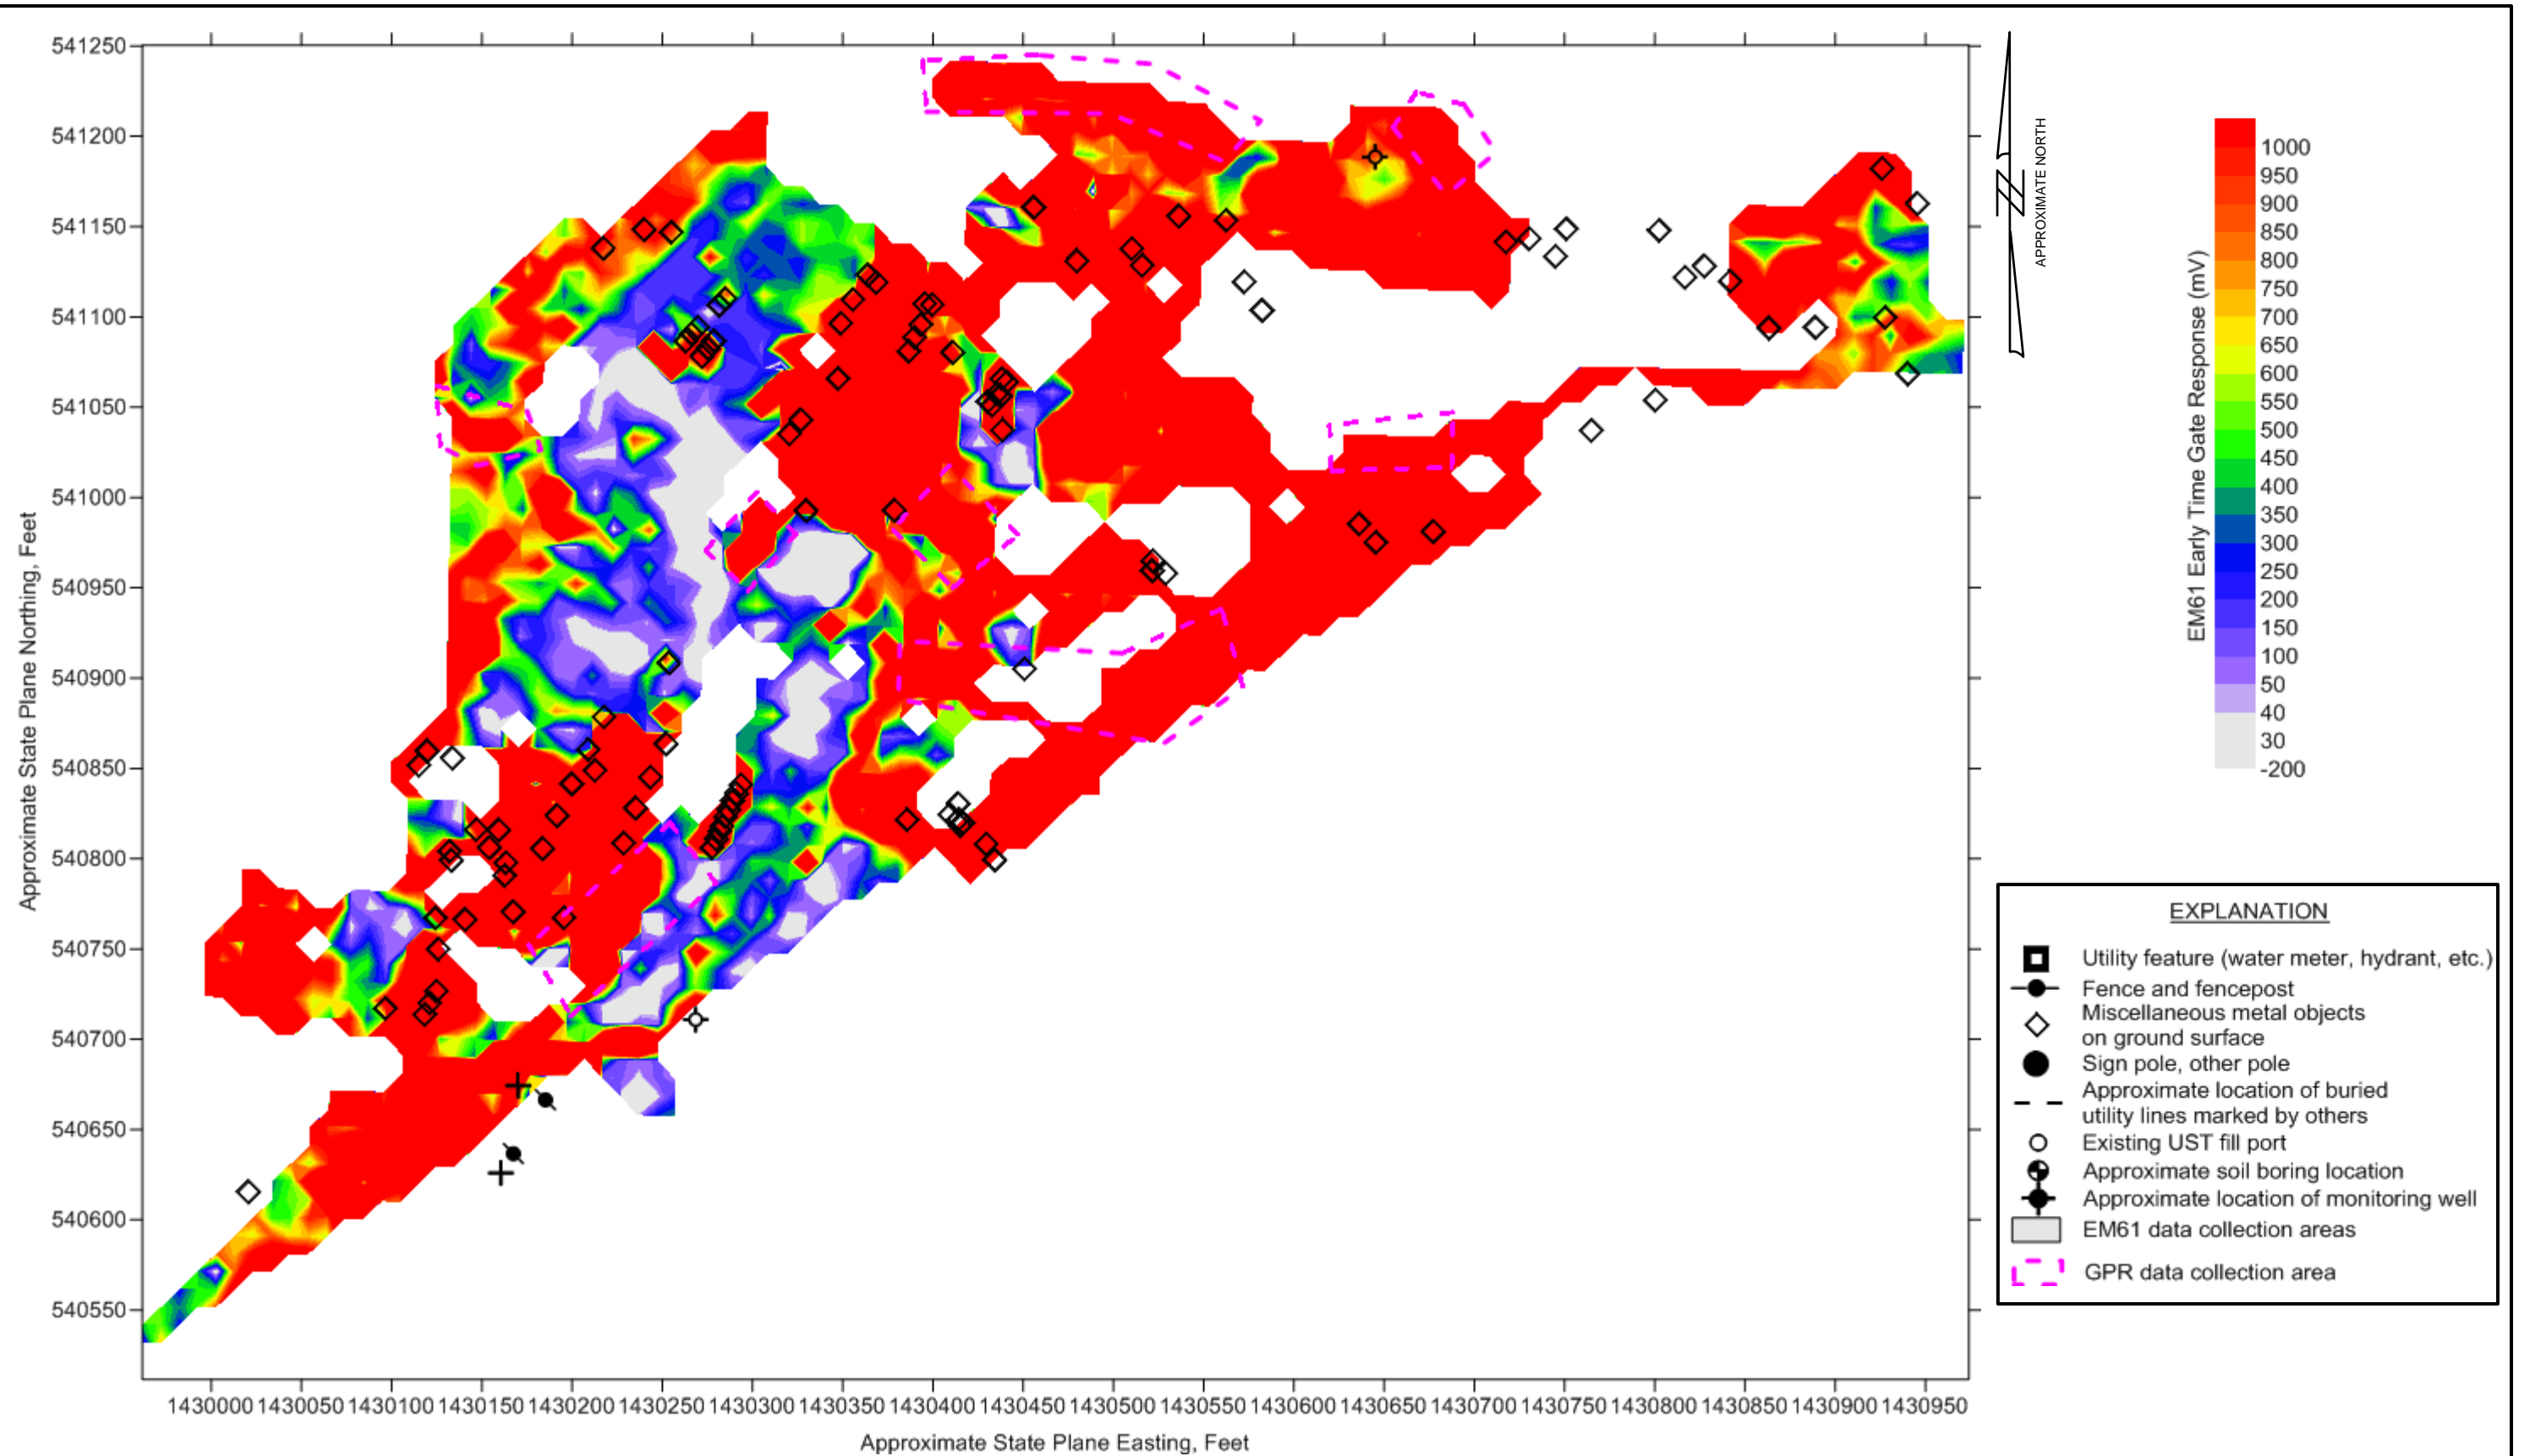 541250
541200
541150
541100
541050
541000
540950
540900
540850
540800
540750
540700
540650
540600
540550
Approximate State Plane Northing, Feet
1430000 1430050 1430100 1430150 1430200 1430250 1430300 1430350 1430400 1430450 1430500 1430550 1430600 1430650 1430700 1430750 1430800 1430850 1430900 1430950
Approximate State Plane Easting, Feet
N
APPROXIMATE NORTH
EM61 Early Time Gate Response (mV)
1000
950
900
850
800
750
700
650
600
550
500
450
400
350
300
250
200
150
100
50
40
30
-200
EXPLANATION
Utility feature (water meter, hydrant, etc.)
Fence and fencepost
Miscellaneous metal objects
on ground surface
Sign pole, other pole
Approximate location of buried
utility lines marked by others
Existing UST fill port
Approximate soil boring location
Approximate location of monitoring well
EM61 data collection areas
GPR data collection area